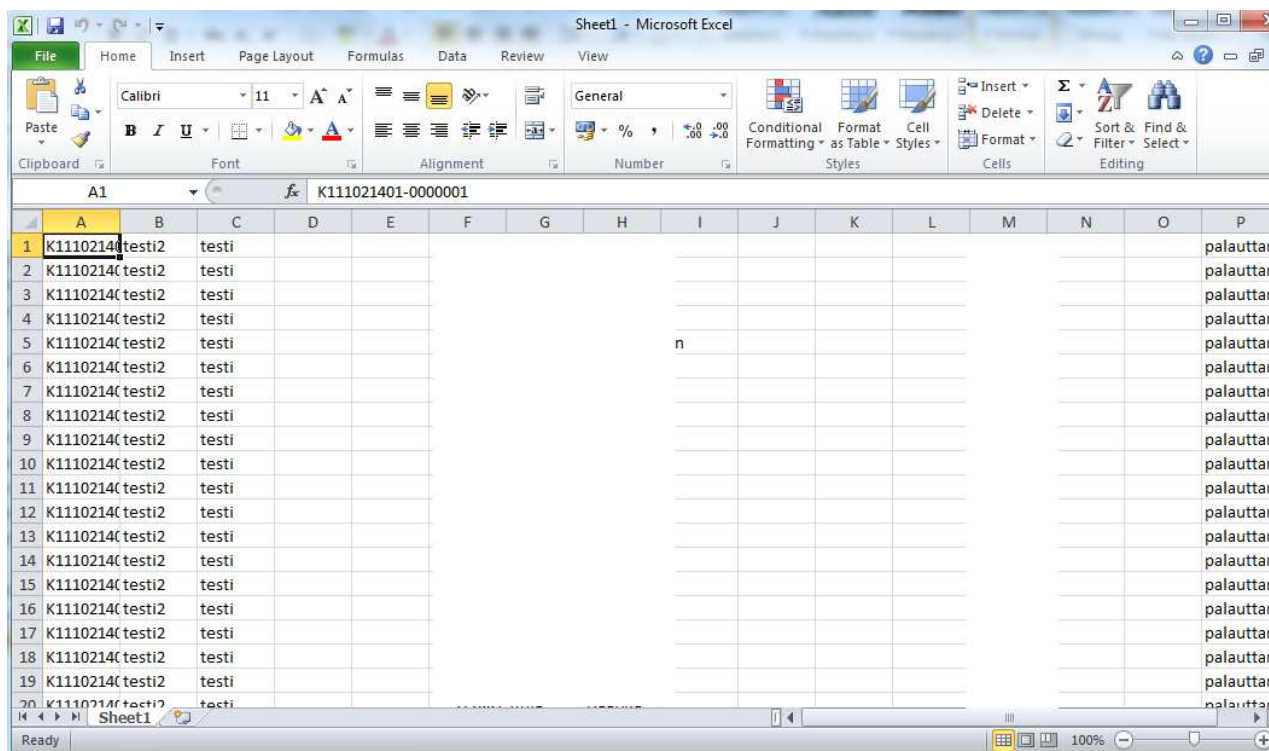 Sheet1 - Microsoft Excel
File Home Insert Page Layout Formulas Data Review View
Calibri 11 General Insert
Paste Delete
Conditional Formatting Format as Table Cell Styles Format Sort & Filter Find & Select
Clipboard Font Alignment Number Styles Cells Editing
A1 fx K111021401-0000001
A B C D E F G H I J K L M N O P
1 K11102140 testi2 testi palauttar
2 K1110214( testi2 testi palauttar
3 K1110214( testi2 testi palauttar
4 K1110214( testi2 testi palauttar
5 K1110214( testi2 testi n palauttar
6 K1110214( testi2 testi palauttar
7 K1110214( testi2 testi palauttar
8 K1110214( testi2 testi palauttar
9 K1110214( testi2 testi palauttar
10 K1110214( testi2 testi palauttar
11 K1110214( testi2 testi palauttar
12 K1110214( testi2 testi palauttar
13 K1110214( testi2 testi palauttar
14 K1110214( testi2 testi palauttar
15 K1110214( testi2 testi palauttar
16 K1110214( testi2 testi palauttar
17 K1110214( testi2 testi palauttar
18 K1110214( testi2 testi palauttar
19 K1110214( testi2 testi palauttar
20 K1110214( testi2 testi palauttar
Sheet1
Ready 100%